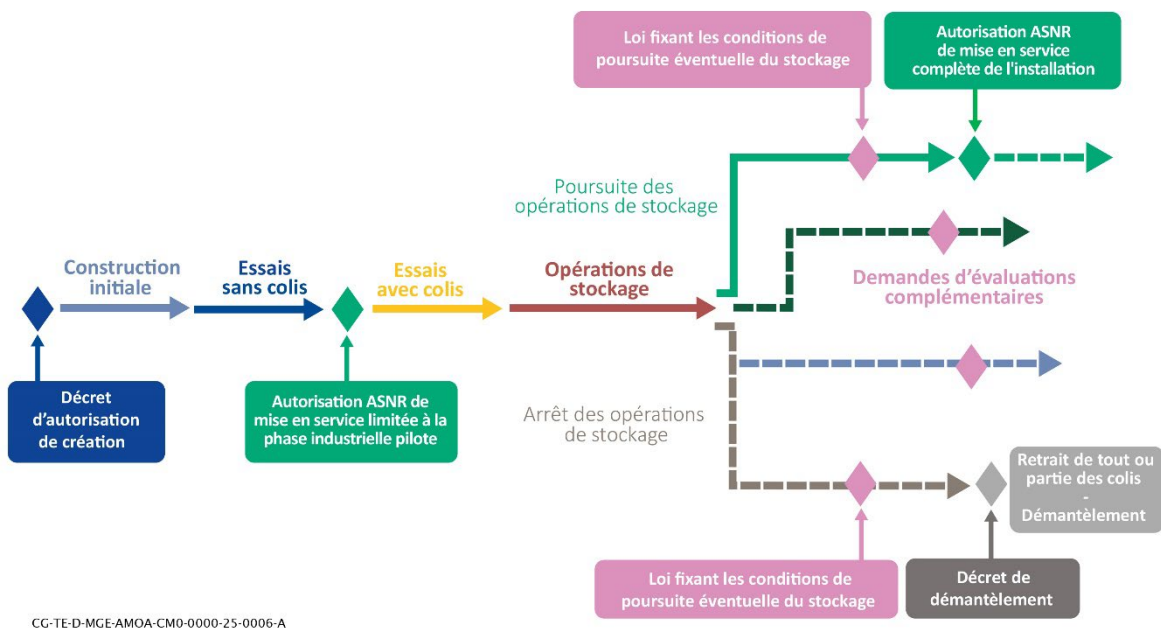 Loi fixant les conditions de
poursuite éventuelle du stockage
Autorisation ASNR
de mise en service
complète de l'installation
Poursuite des
opérations de stockage
Construction
initiale
Essais
sans colis
Essais
avec colis
Opérations de
stockage
Demandes d’évaluations
complémentaires
Décret
d’autorisation
de création
Autorisation ASNR de
mise en service limitée à la
phase industrielle pilote
Arrêt des opérations
de stockage
Retrait de tout ou
partie des colis
-
Démantèlement
Loi fixant les conditions de
poursuite éventuelle du stockage
Décret de
démantèlement
CG-TE-D-MGE-AMOA-CM0-0000-25-0006-A